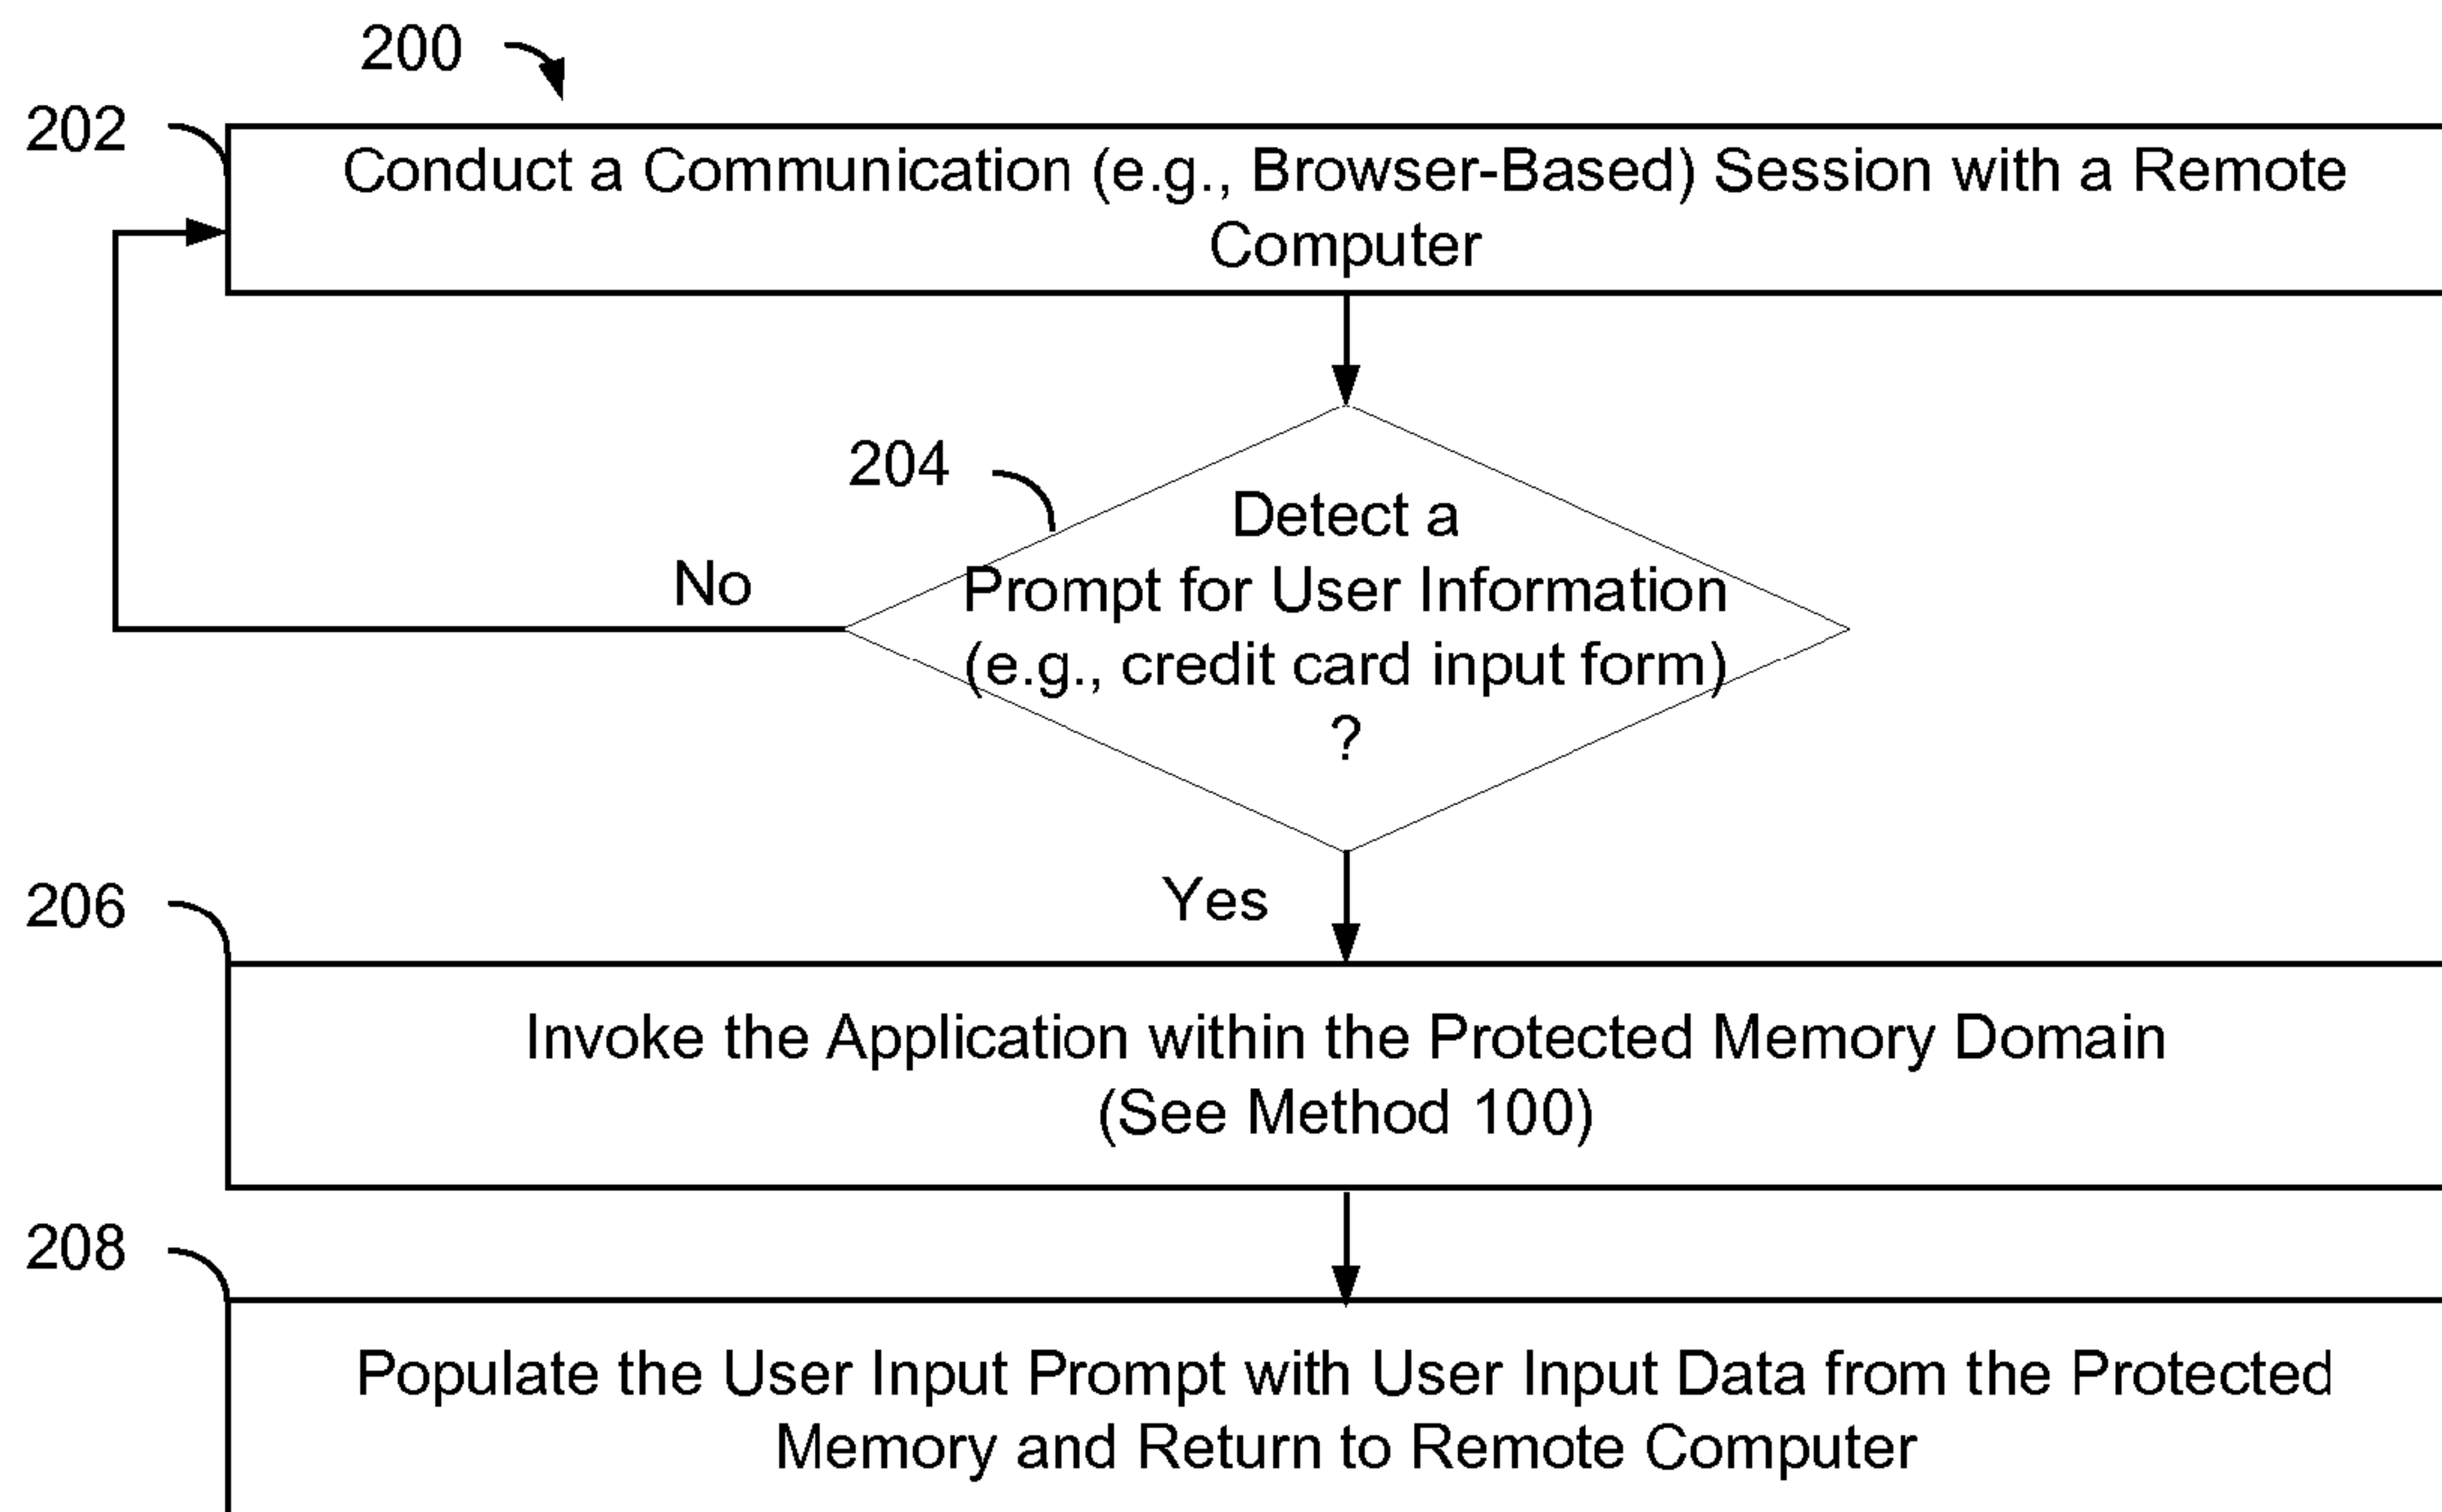 200
202
Conduct a Communication (e.g., Browser-Based) Session with a Remote
Computer
204
Detect a
Prompt for User Information
(e.g., credit card input form)
?
No
Yes
206
Invoke the Application within the Protected Memory Domain
(See Method 100)
208
Populate the User Input Prompt with User Input Data from the Protected
Memory and Return to Remote Computer